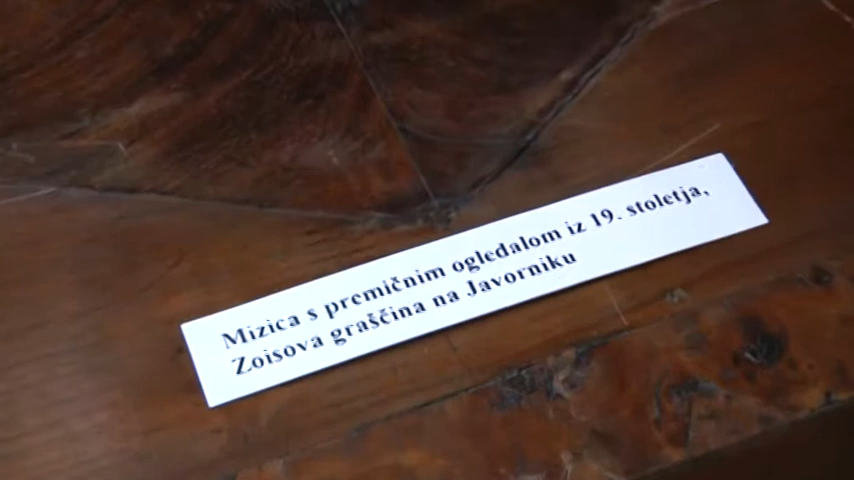 Mizica s premičnim ogledalom iz 19. stoletja,
Zoisova graščina na Javorniku